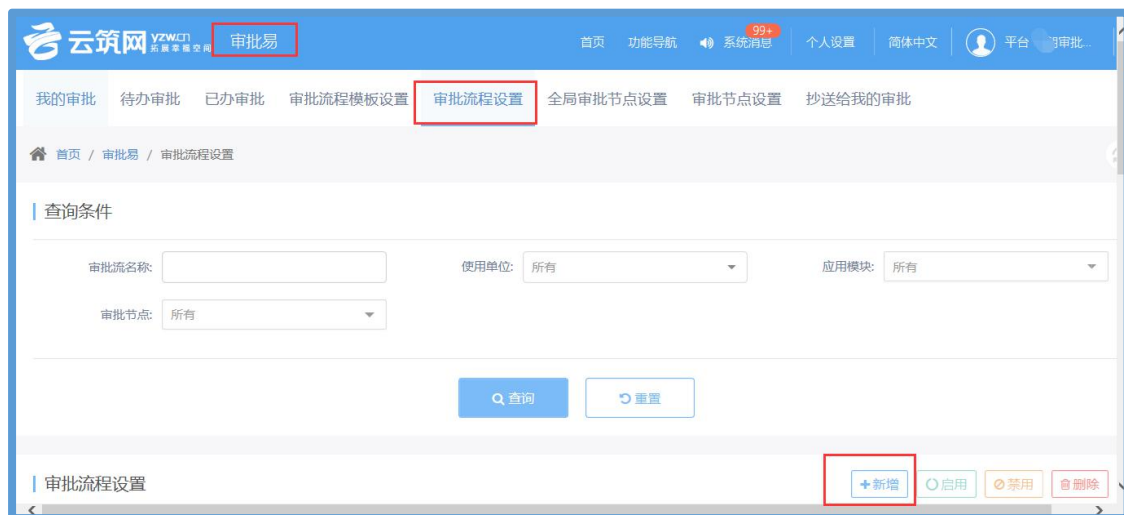 云筑网 yzw.cn 拓展幸福空间 审批易 首页 功能导航 系统消息 99+ 个人设置 简体中文 平台 审批...
我的审批 待办审批 已办审批 审批流程模板设置 审批流程设置 全局审批节点设置 审批节点设置 抄送给我的审批
首页 / 审批易 / 审批流程设置
查询条件
审批流名称: 使用单位: 所有 应用模块: 所有
审批节点: 所有
查询 重置
审批流程设置 +新增 启用 禁用 删除